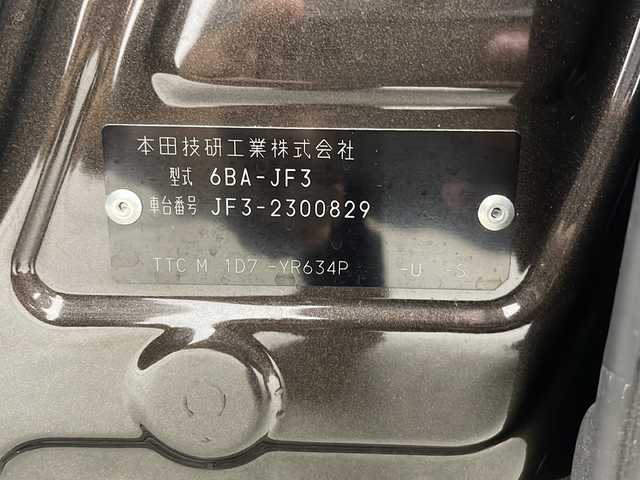 本田技研工業株式会社
型式 6BA-JF3
車台番号 JF3-2300829
TTC M 1D7 -YR634P -U -S